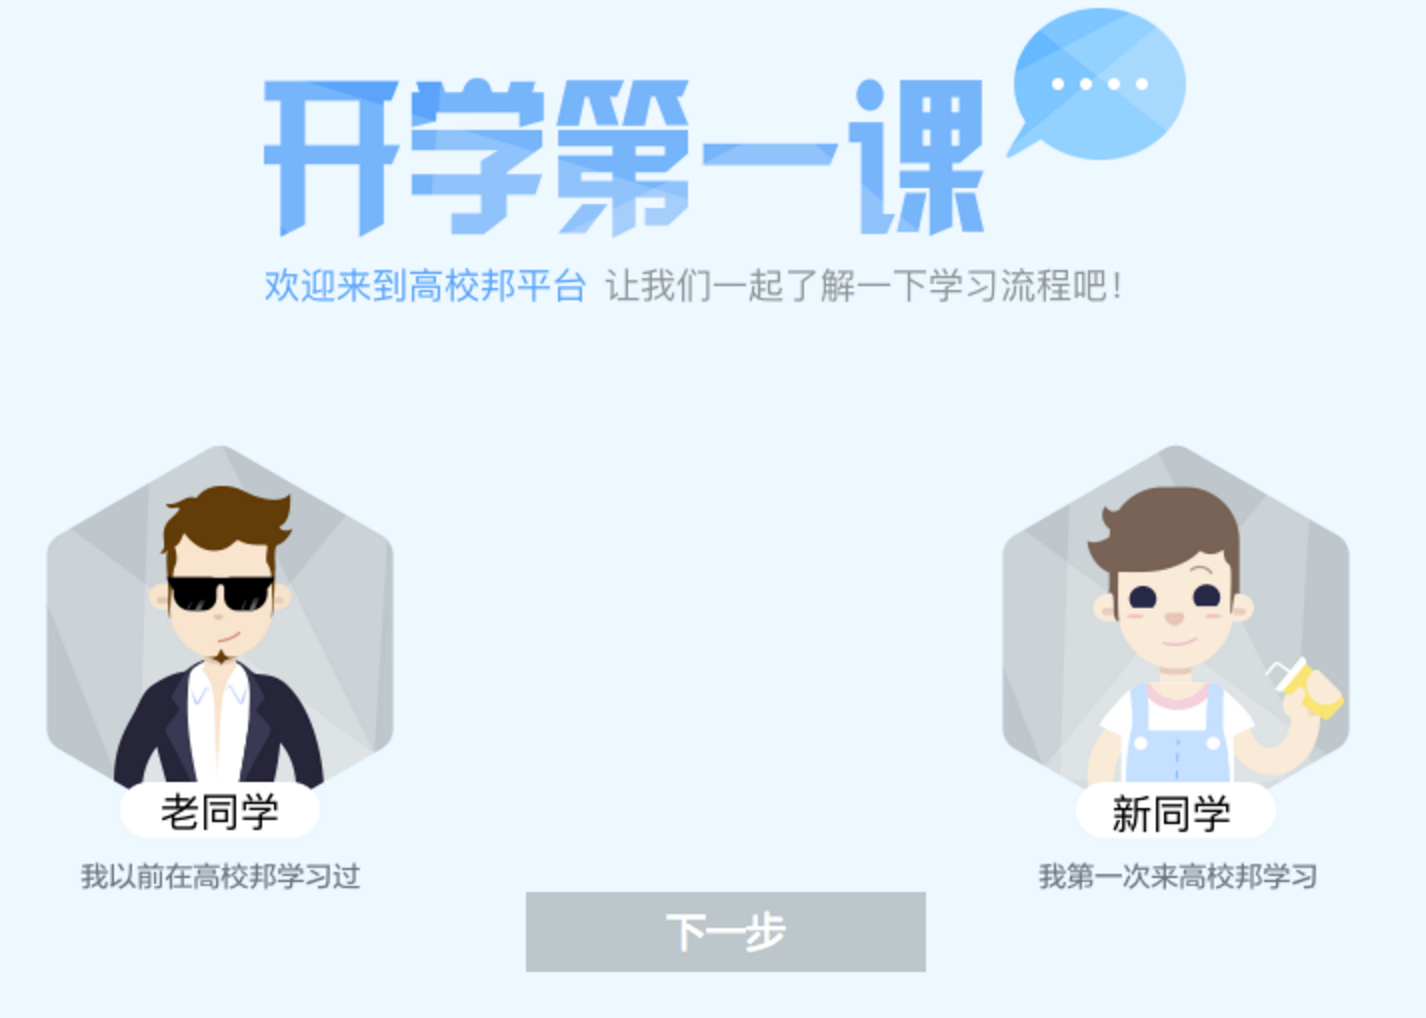 开学第一课
欢迎来到高校邦平台 让我们一起了解一下学习流程吧！
老同学
新同学
我以前在高校邦学习过
我第一次来高校邦学习
下一步